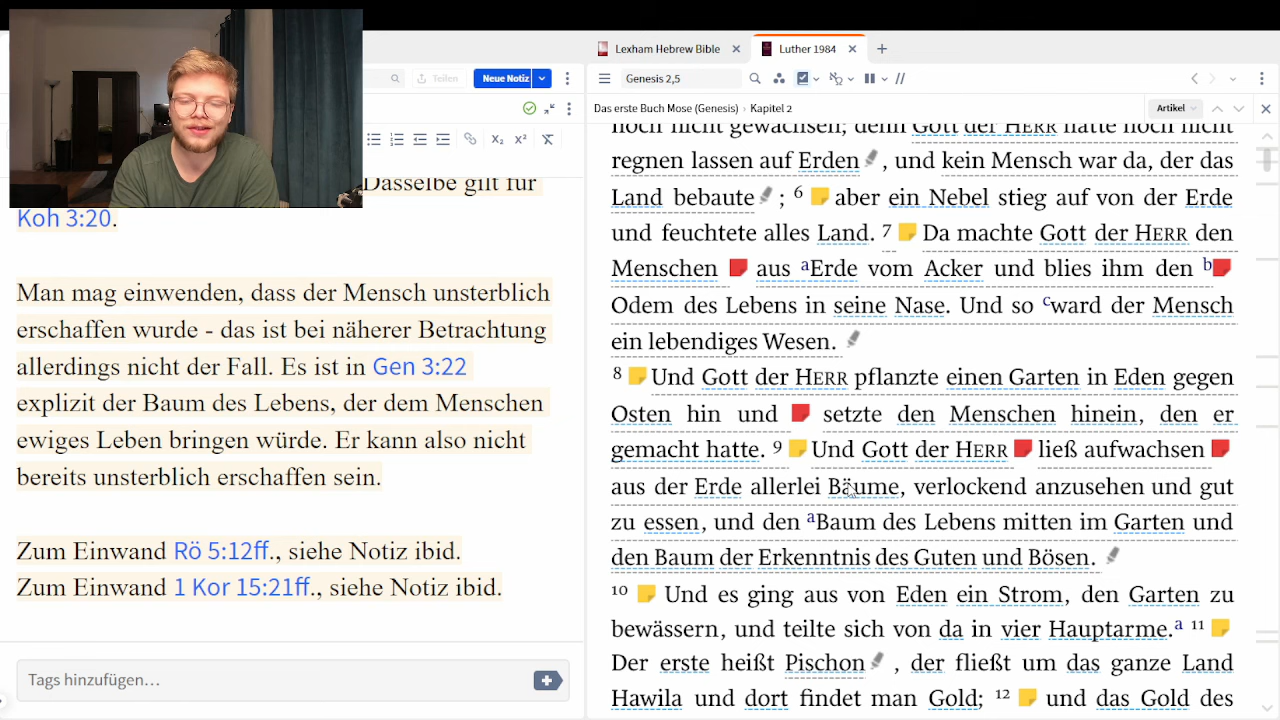 Lexham Hebrew Bible
Luther 1984
Teilen
Neue Notiz
Genesis 2,5
Das erste Buch Mose (Genesis) › Kapitel 2
Artikel
Dasselbe gilt für
Koh 3:20.
Man mag einwenden, dass der Mensch unsterblich
erschaffen wurde - das ist bei näherer Betrachtung
allerdings nicht der Fall. Es ist in Gen 3:22
explizit der Baum des Lebens, der dem Menschen
ewiges Leben bringen würde. Er kann also nicht
bereits unsterblich erschaffen sein.
Zum Einwand Rö 5:12ff., siehe Notiz ibid.
Zum Einwand 1 Kor 15:21ff., siehe Notiz ibid.
Tags hinzufügen…
noch nicht gewachsen; denn Gott der HERR hatte noch nicht
regnen lassen auf Erden, und kein Mensch war da, der das
Land bebaute; 6 aber ein Nebel stieg auf von der Erde
und feuchtete alles Land. 7 Da machte Gott der HERR den
Menschen aus aErde vom Acker und blies ihm den b
Odem des Lebens in seine Nase. Und so cward der Mensch
ein lebendiges Wesen.
8 Und Gott der HERR pflanzte einen Garten in Eden gegen
Osten hin und setzte den Menschen hinein, den er
gemacht hatte. 9 Und Gott der HERR ließ aufwachsen
aus der Erde allerlei Bäume, verlockend anzusehen und gut
zu essen, und den aBaum des Lebens mitten im Garten und
den Baum der Erkenntnis des Guten und Bösen.
10 Und es ging aus von Eden ein Strom, den Garten zu
bewässern, und teilte sich von da in vier Hauptarme.a 11
Der erste heißt Pischon , der fließt um das ganze Land
Hawila und dort findet man Gold; 12 und das Gold des